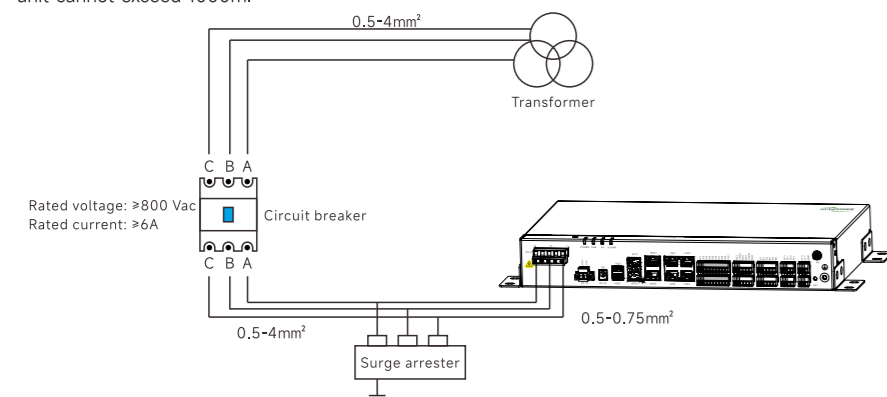 unit cannot exceed 1000m.
0.5-4mm²
Transformer
C B A
Rated voltage: ≥800 Vac
Rated current: ≥6A
Circuit breaker
C B A
0.5-4mm²
0.5-0.75mm²
Surge arrester